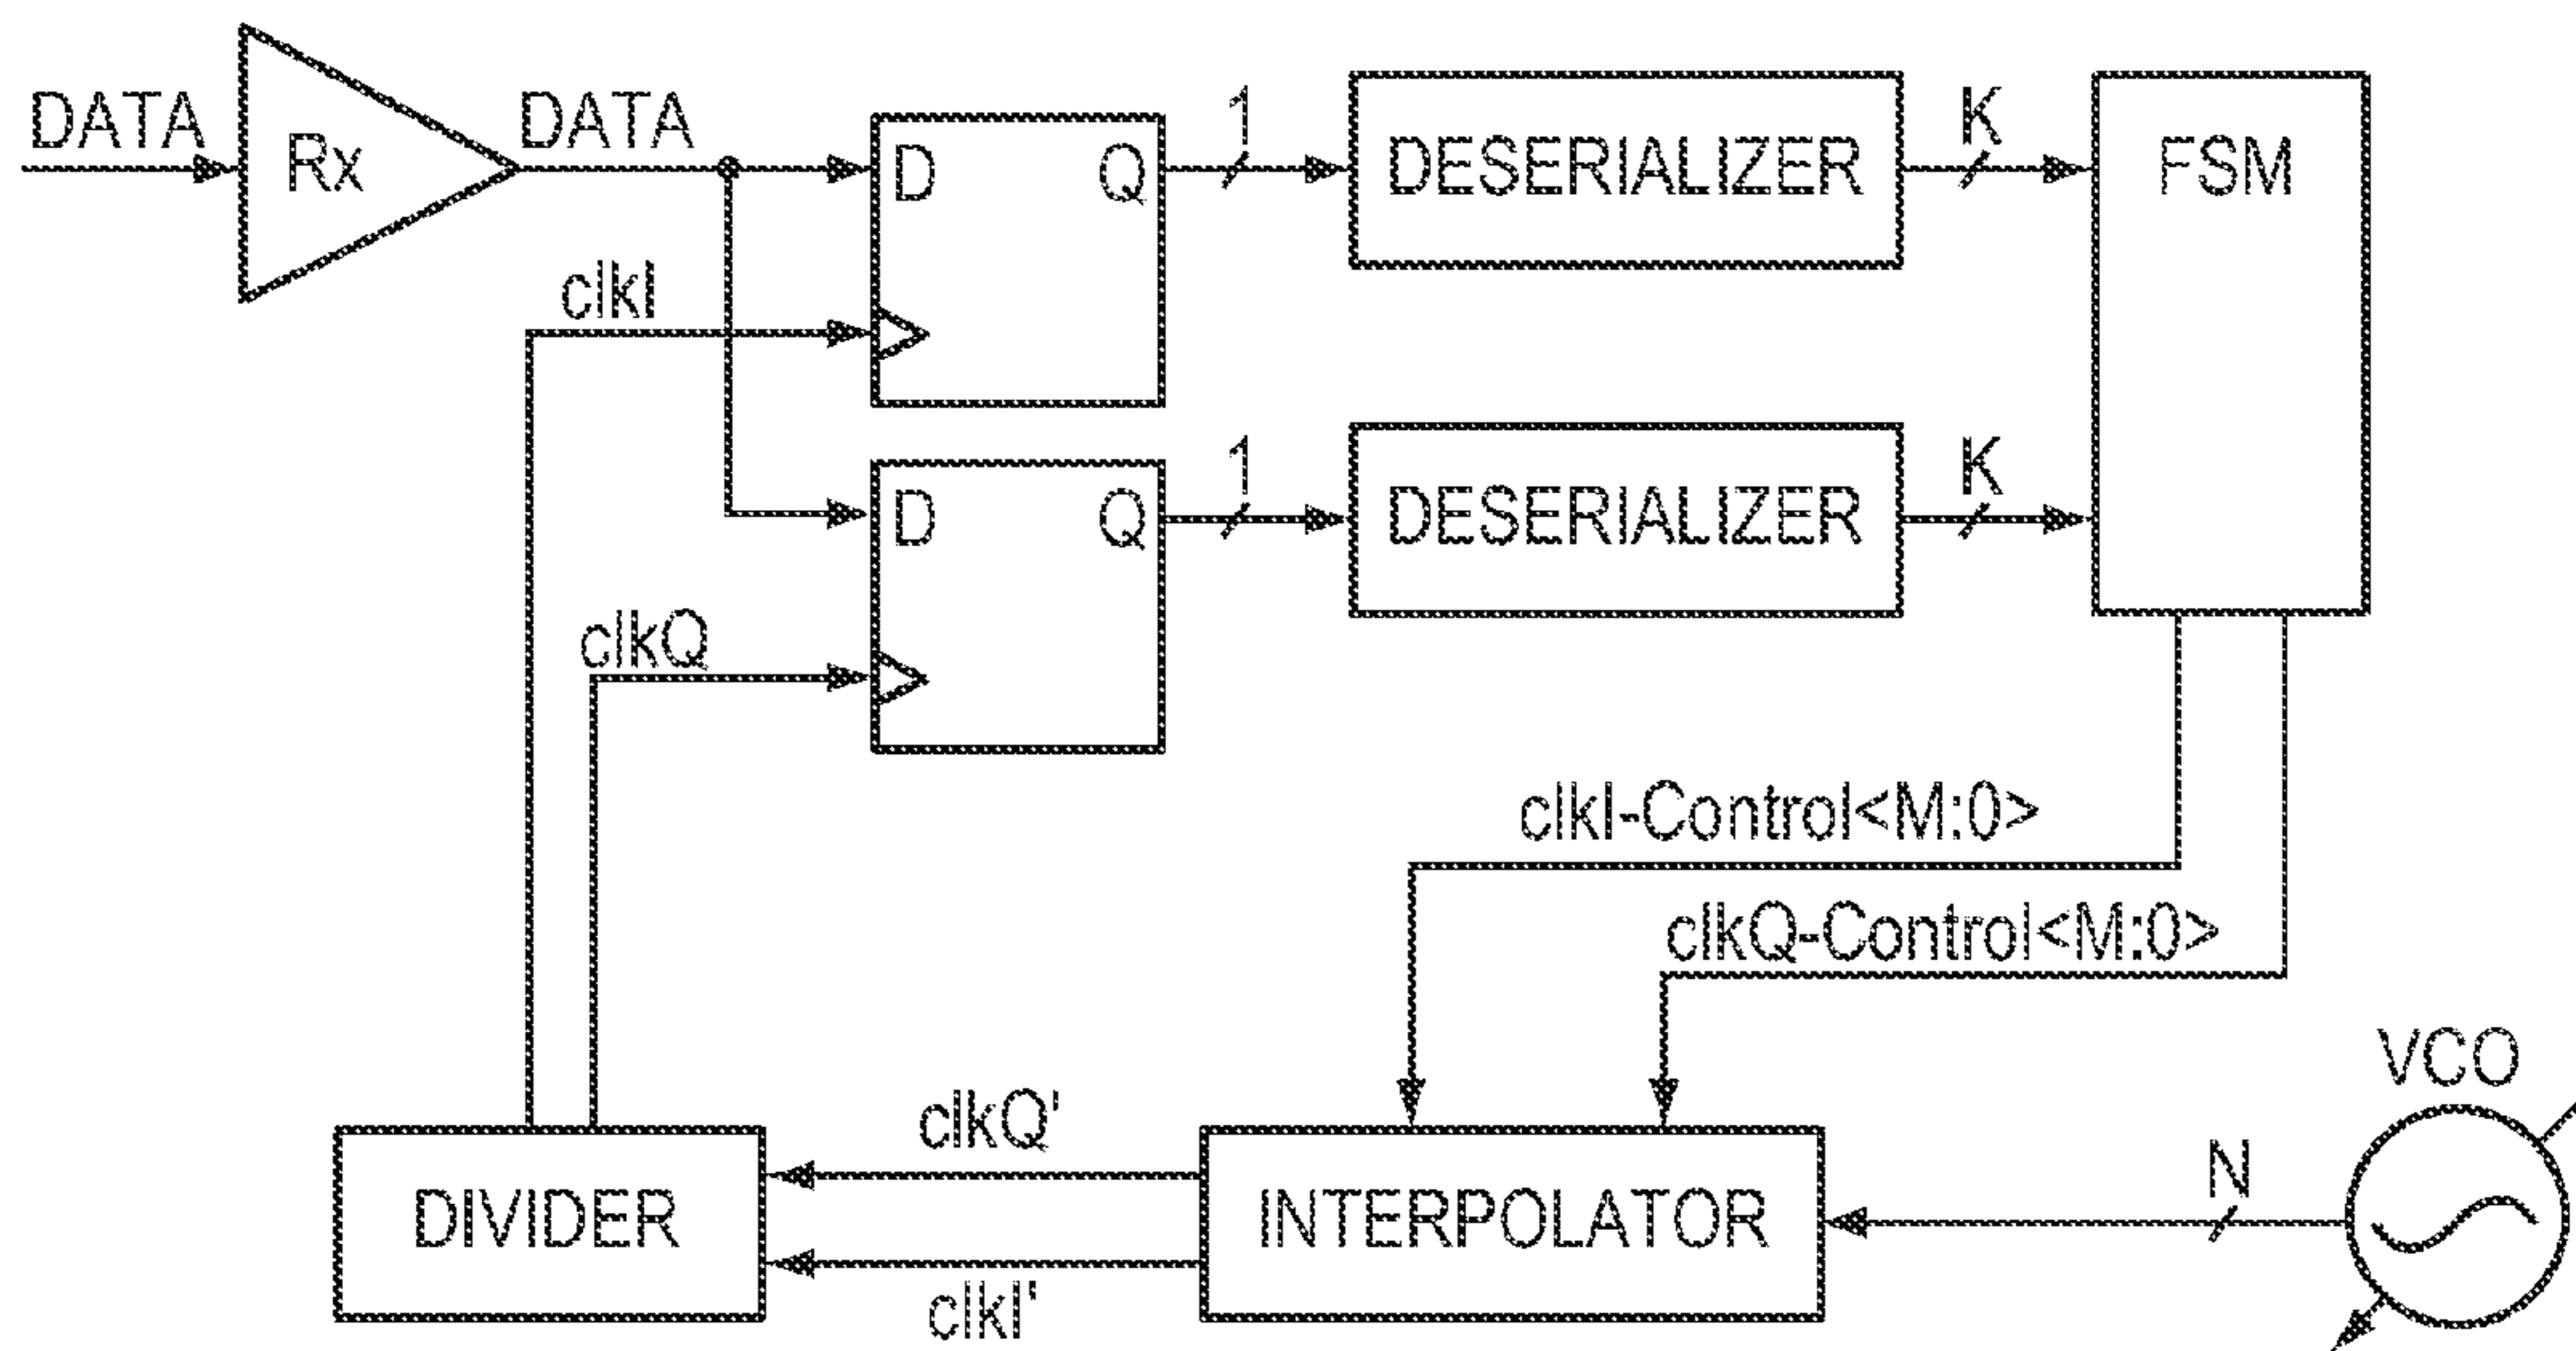 DATA
Rx
DATA
clkI
D
Q
1
DESERIALIZER
K
FSM
clkQ
D
Q
1
DESERIALIZER
K
clkI-Control<M:0>
clkQ-Control<M:0>
VCO
N
INTERPOLATOR
clkQ'
clkI'
DIVIDER